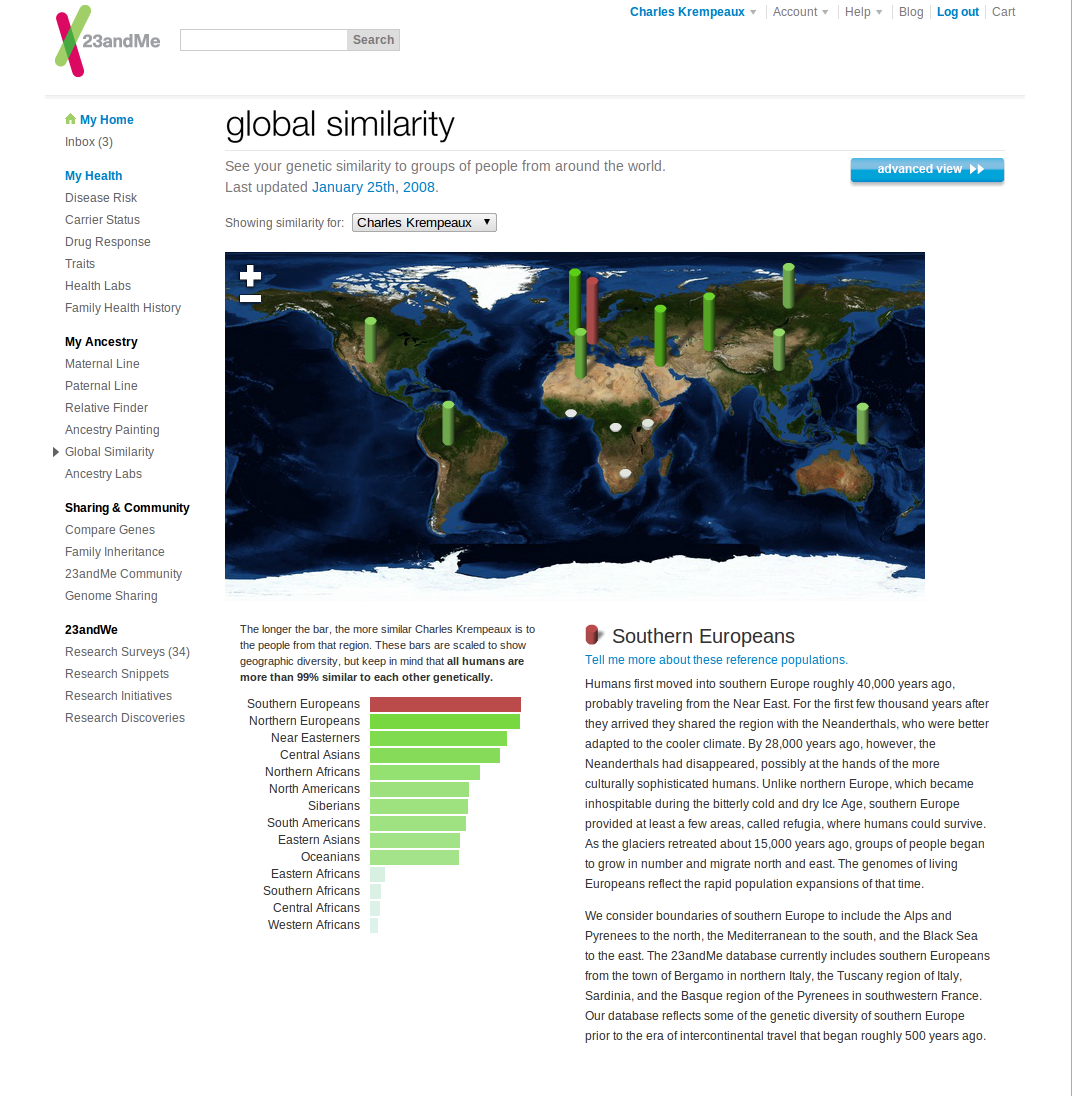 Charles Krempeaux
Account
Help
Blog
Log out
Cart
23andMe
Search
My Home
Inbox (3)
My Health
Disease Risk
Carrier Status
Drug Response
Traits
Health Labs
Family Health History
My Ancestry
Maternal Line
Paternal Line
Relative Finder
Ancestry Painting
Global Similarity
Ancestry Labs
Sharing & Community
Compare Genes
Family Inheritance
23andMe Community
Genome Sharing
23andWe
Research Surveys (34)
Research Snippets
Research Initiatives
Research Discoveries
global similarity
See your genetic similarity to groups of people from around the world.
Last updated January 25th, 2008.
advanced view
Showing similarity for: Charles Krempeaux
The longer the bar, the more similar Charles Krempeaux is to
the people from that region. These bars are scaled to show
geographic diversity, but keep in mind that all humans are
more than 99% similar to each other genetically.
Southern Europeans
Northern Europeans
Near Easterners
Central Asians
Northern Africans
North Americans
Siberians
South Americans
Eastern Asians
Oceanians
Eastern Africans
Southern Africans
Central Africans
Western Africans
Southern Europeans
Tell me more about these reference populations.
Humans first moved into southern Europe roughly 40,000 years ago,
probably traveling from the Near East. For the first few thousand years after
they arrived they shared the region with the Neanderthals, who were better
adapted to the cooler climate. By 28,000 years ago, however, the
Neanderthals had disappeared, possibly at the hands of the more
culturally sophisticated humans. Unlike northern Europe, which became
inhospitable during the bitterly cold and dry Ice Age, southern Europe
provided at least a few areas, called refugia, where humans could survive.
As the glaciers retreated about 15,000 years ago, groups of people began
to grow in number and migrate north and east. The genomes of living
Europeans reflect the rapid population expansions of that time.
We consider boundaries of southern Europe to include the Alps and
Pyrenees to the north, the Mediterranean to the south, and the Black Sea
to the east. The 23andMe database currently includes southern Europeans
from the town of Bergamo in northern Italy, the Tuscany region of Italy,
Sardinia, and the Basque region of the Pyrenees in southwestern France.
Our database reflects some of the genetic diversity of southern Europe
prior to the era of intercontinental travel that began roughly 500 years ago.